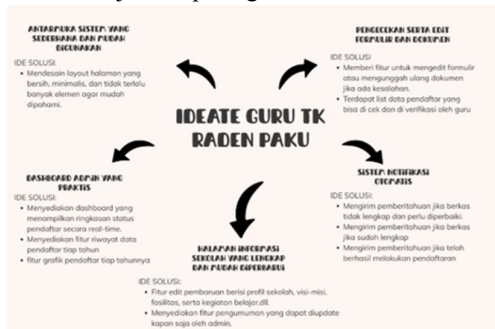 ANTARMUKA SISTEM YANG
SEDERHANA DAN MUDAH
DIGUNAKAN
IDE SOLUSI:
• Mendesain layout halaman yang
bersih, minimalis, dan tidak terlalu
banyak elemen agar mudah
dipahami.
PENGECEKAN SERTA EDIT
FORMULIR DAN DOKUMEN
IDE SOLUSI
• Memberi fitur untuk mengedit formulir
atau mengunggah ulang dokumen
jika ada kesalahan.
• Terdapat list data pendaftar yang
bisa di cek dan di verifikasi oleh guru
IDEATE GURU TK
RADEN PAKU
DASHBOARD ADMIN YANG
PRAKTIS
IDE SOLUSI:
• Menyediakan dashboard yang
menampilkan ringkasan status
pendaftar secara real-time.
• Menyediakan fitur riwayat data
pendaftar tiap tahun
• fitur grafik pendaftar tiap tahunnya
SISTEM NOTIFIKASI
OTOMATIS
IDE SOLUSI:
• Mengirim pemberitahuan jika berkas
tidak lengkap dan perlu diperbaiki.
• Mengirim pemberitahuan jika berkas
jika sudah lengkap
• Mengirim pemberitahuan jika telah
berhasil melakukan pendaftaran
HALAMAN INFORMASI
SEKOLAH YANG LENGKAP
DAN MUDAH DIPERBARUI
IDE SOLUSI:
• Fitur edit pembaruan berisi profil sekolah, visi-misi,
fasilitas, serta kegiatan belajar,dll.
• Menyediakan fitur pengumuman yang dapat diupdate
kapan saja oleh admin.